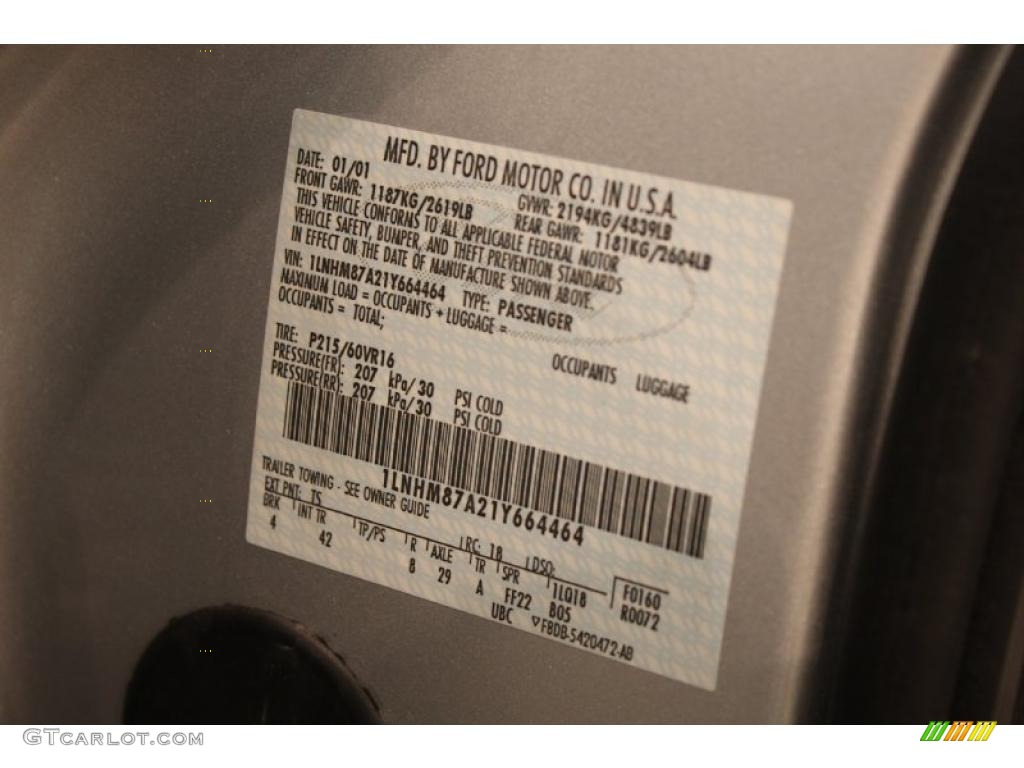 MFD. BY FORD MOTOR CO. IN U.S.A.
DATE: 01/01 GVWR: 2194KG/4839LB
FRONT GAWR: 1187KG/2619LB REAR GAWR: 1181KG/2604LB
THIS VEHICLE CONFORMS TO ALL APPLICABLE FEDERAL MOTOR
VEHICLE SAFETY, BUMPER, AND THEFT PREVENTION STANDARDS
IN EFFECT ON THE DATE OF MANUFACTURE SHOWN ABOVE.
VIN: 1LNHM87A21Y664464 TYPE: PASSENGER
MAXIMUM LOAD = OCCUPANTS + LUGGAGE =
OCCUPANTS = TOTAL; OCCUPANTS LUGGAGE
TIRE: P215/60VR16
PRESSURE(FR): 207 kPa/30 PSI COLD
PRESSURE(RR): 207 kPa/30 PSI COLD
1LNHM87A21Y664464
TRAILER TOWING - SEE OWNER GUIDE
EXT PNT: TS RC: 18 DSO: F0160
BRK INT TR TP/PS R AXLE TR SPR 1L018 R0072
4 42 8 29 A FF22 B05
UBC ▽F8DB-5420472-AB
GTCARLOT.COM